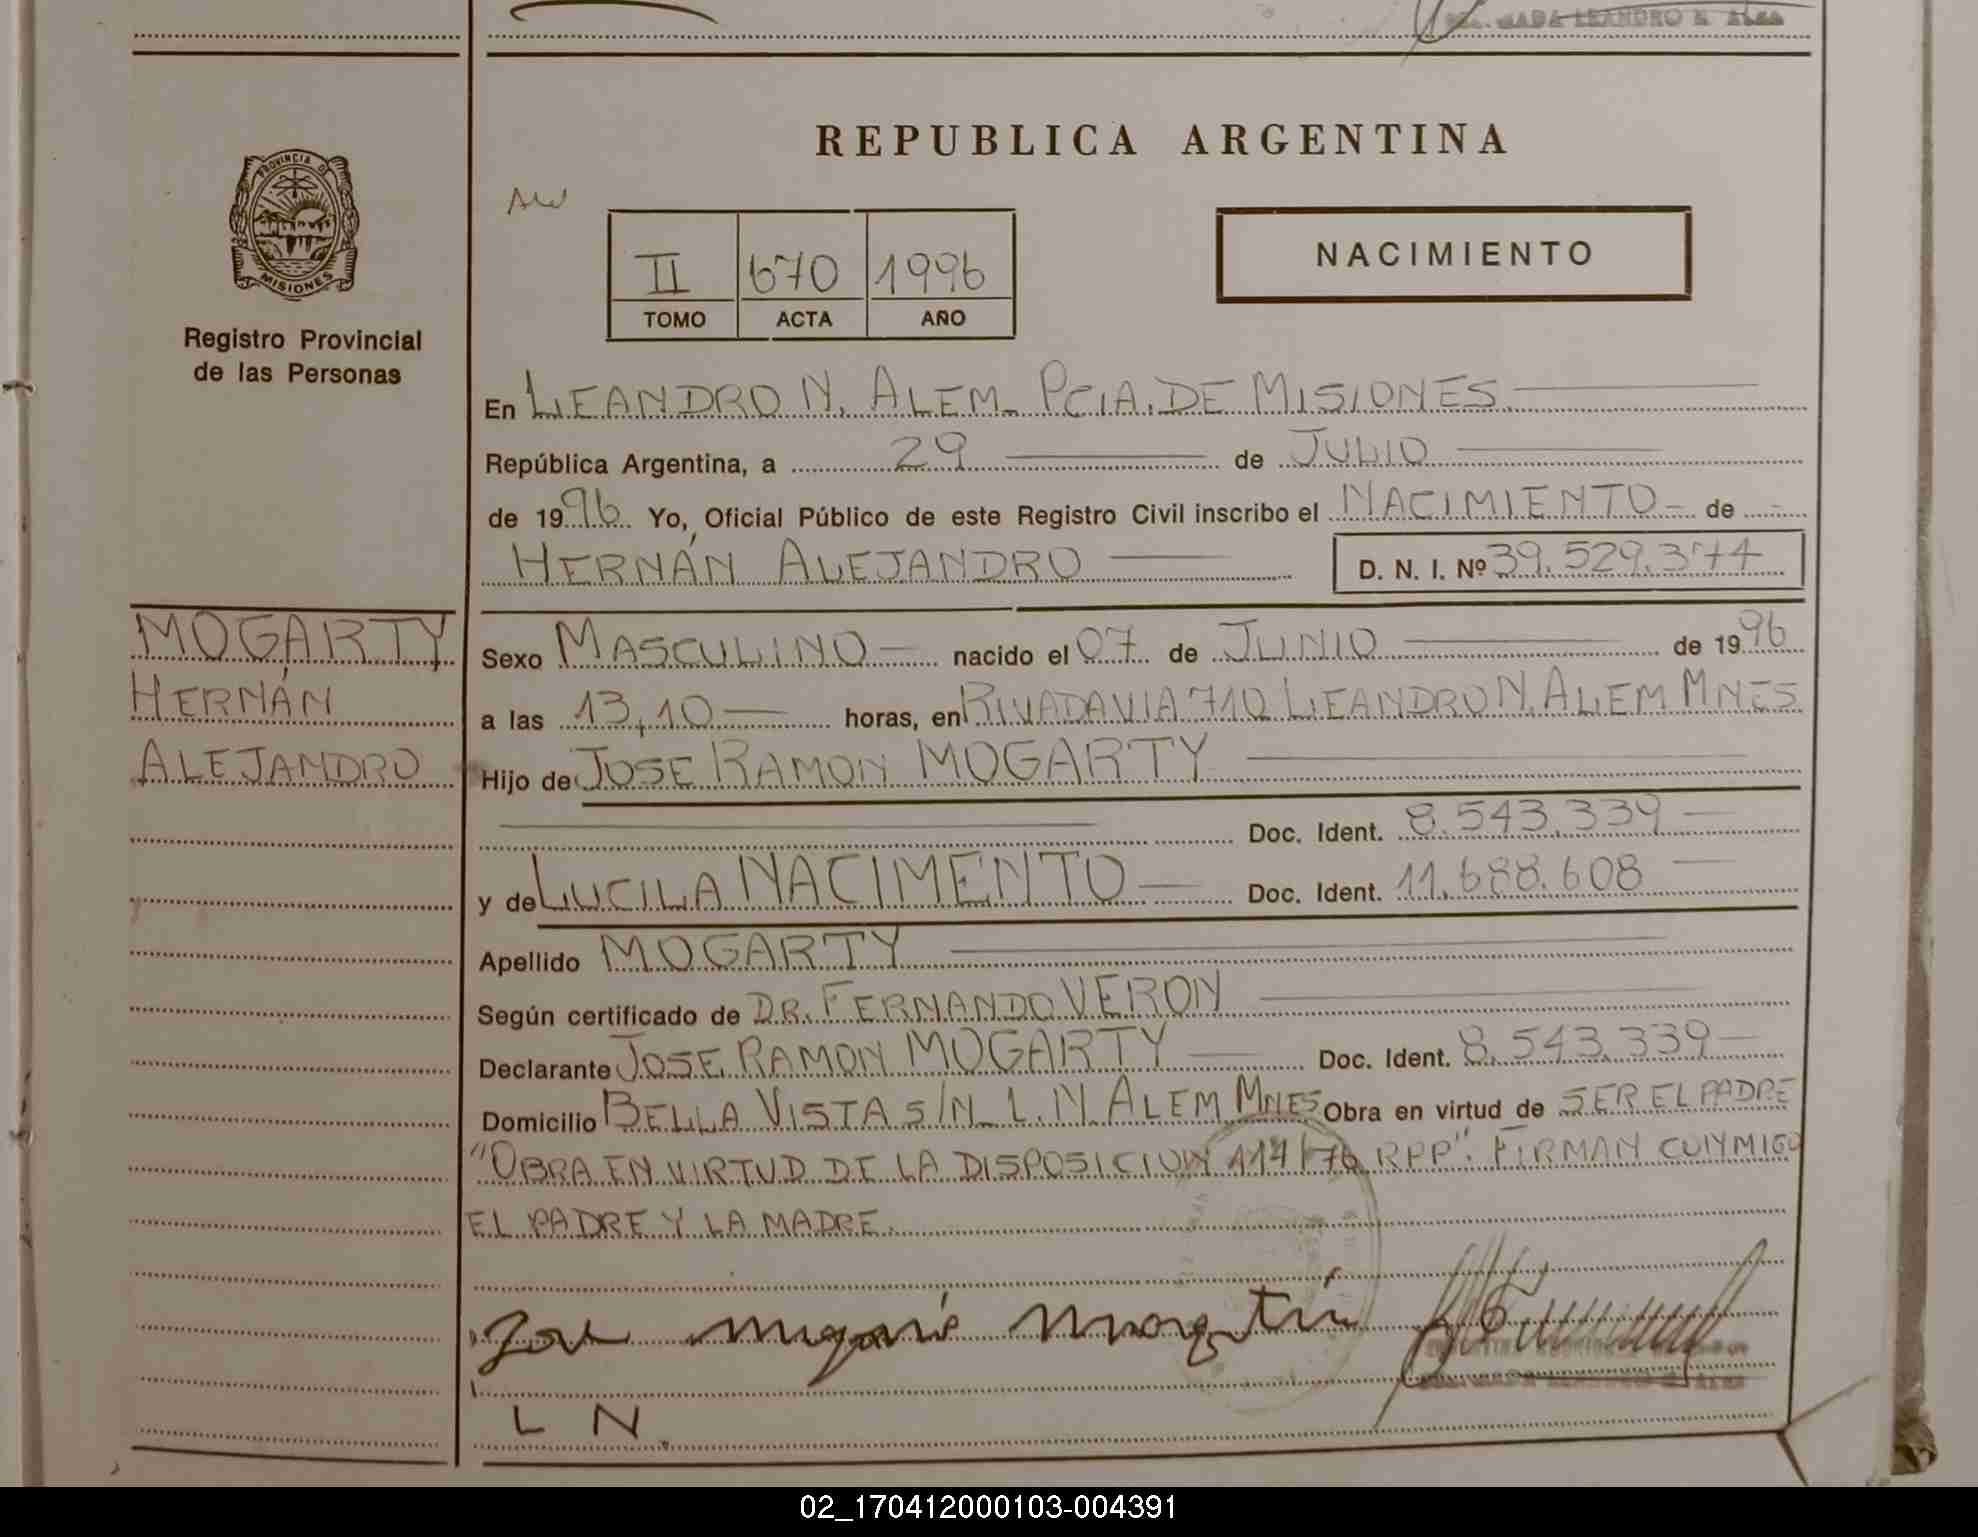 REPUBLICA ARGENTINA
PROVINCIA DE
MISIONES
Registro Provincial
de las Personas
II 670 1996
TOMO ACTA AÑO
NACIMIENTO
En LEANDRO N. ALEM. PCIA. DE MISIONES
República Argentina, a 29 de JULIO
de 1996 Yo, Oficial Público de este Registro Civil inscribo el NACIMIENTO de
HERNÁN ALEJANDRO D. N. I. Nº 39.529.374
MOGARTY
HERNÁN
ALEJANDRO
Sexo MASCULINO nacido el 07 de JUNIO de 1996
a las 13,10 horas, en RIVADAVIA 710 LEANDRO N. ALEM MNES
Hijo de JOSE RAMON MOGARTY
Doc. Ident. 8.543.339
y de LUCILA NACIMENTO Doc. Ident. 11.688.608
Apellido MOGARTY
Según certificado de DR. FERNANDO VERON
Declarante JOSE RAMON MOGARTY Doc. Ident. 8.543.339
Domicilio BELLA VISTA S/N L.N. ALEM MNES Obra en virtud de SER EL PADRE
"OBRA EN VIRTUD DE LA DISPOSICION 114/76 RPP". FIRMAN CONMIGO
EL PADRE Y LA MADRE.
L N
02_170412000103-004391